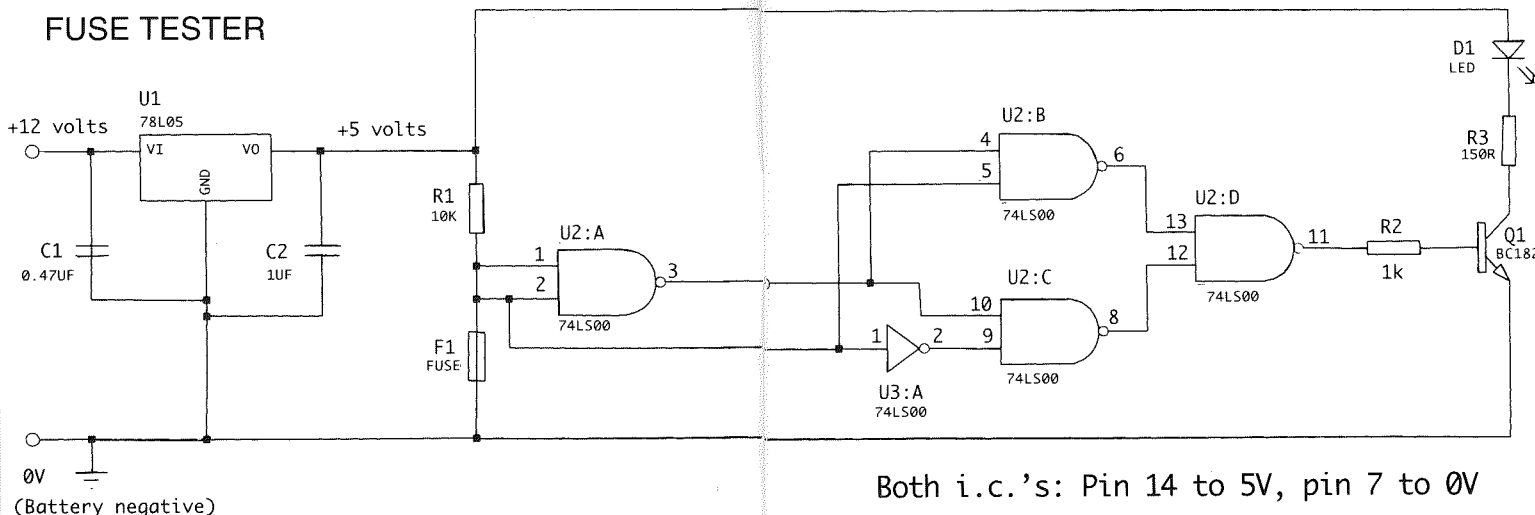 FUSE TESTER
+12 volts
U1
78L05
VI
VO
GND
+5 volts
C1
0.47UF
C2
1UF
R1
10K
F1
FUSE
U2:A
1
2
3
74LS00
U2:B
4
5
6
74LS00
U2:C
10
9
8
74LS00
1
2
U3:A
74LS00
U2:D
13
12
11
74LS00
R2
1k
D1
LED
R3
150R
Q1
BC182
0V
(Battery negative)
Both i.c.'s: Pin 14 to 5V, pin 7 to 0V